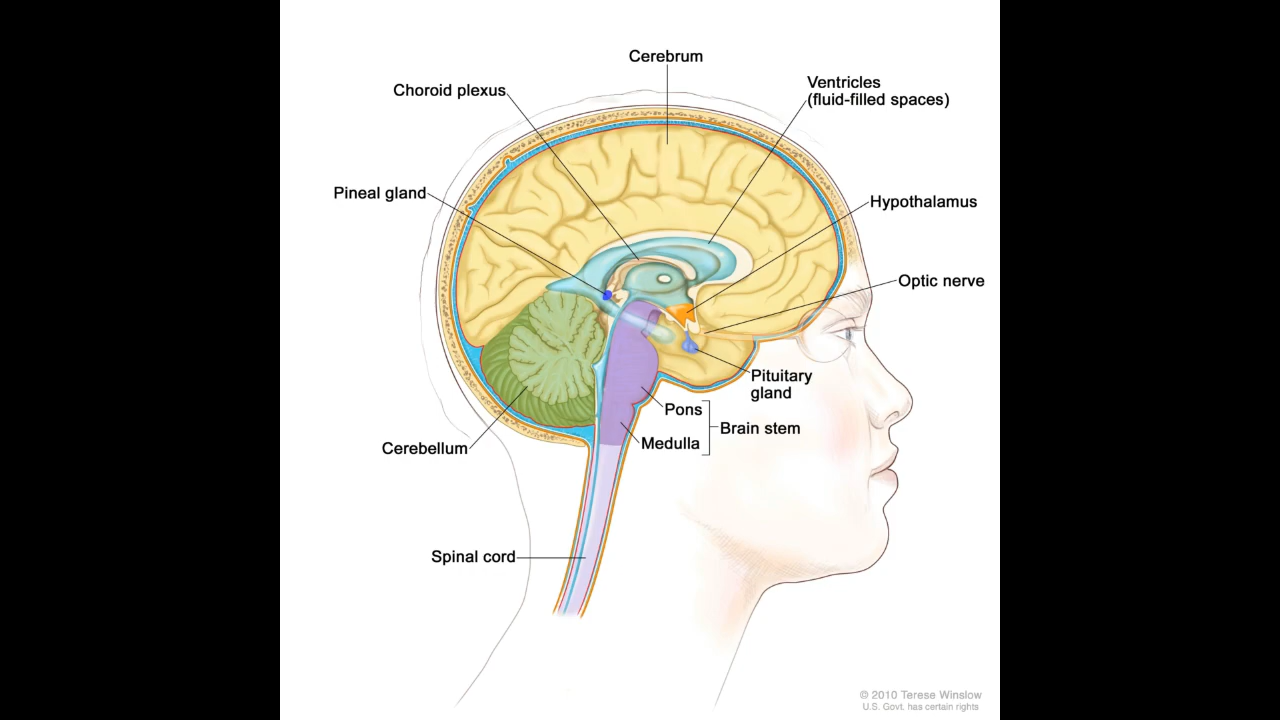 Cerebrum
Choroid plexus
Ventricles
(fluid-filled spaces)
Pineal gland
Hypothalamus
Optic nerve
Pituitary
gland
Pons
Brain stem
Medulla
Cerebellum
Spinal cord
© 2010 Terese Winslow
U.S. Govt. has certain rights